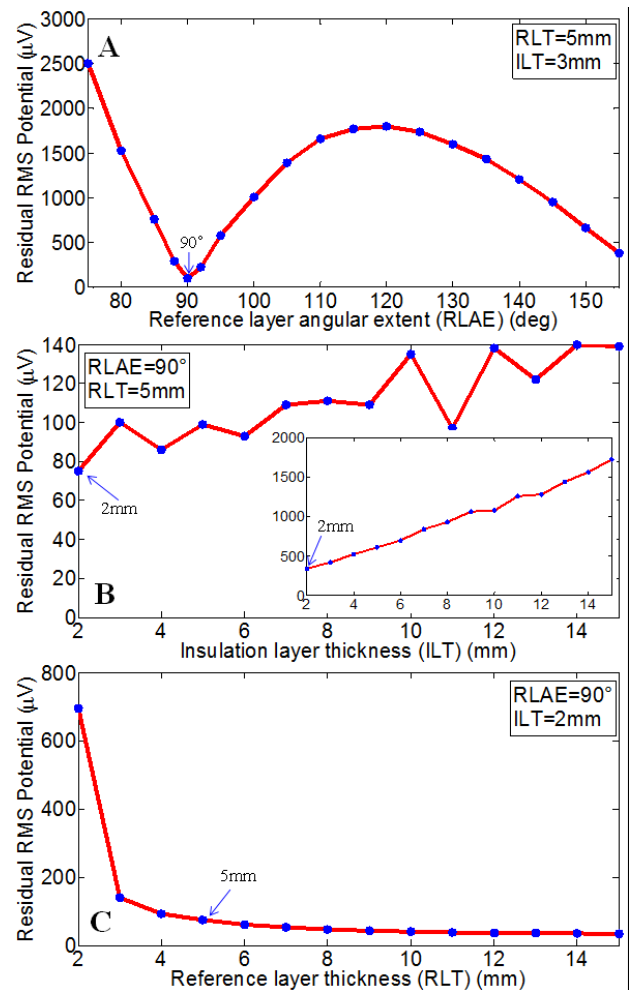 A
RLT=5mm
ILT=3mm
Residual RMS Potential (μV)
3000
2500
2000
1500
1000
500
0
90°
80 90 100 110 120 130 140 150
Reference layer angular extent (RLAE) (deg)
B
RLAE=90°
RLT=5mm
Residual RMS Potential (μV)
140
120
100
80
60
40
20
0
2mm
2000
1500
1000
500
0
2mm
2 4 6 8 10 12 14
2 4 6 8 10 12 14
Insulation layer thickness (ILT) (mm)
C
RLAE=90°
ILT=2mm
Residual RMS Potential (μV)
800
600
400
200
0
5mm
2 4 6 8 10 12 14
Reference layer thickness (RLT) (mm)